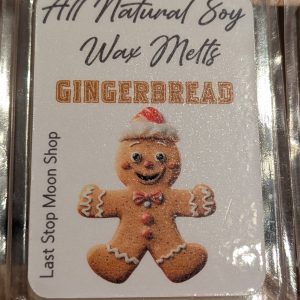 All Natural Soy
Wax Melts
GINGERBREAD
Last Stop Moon Shop